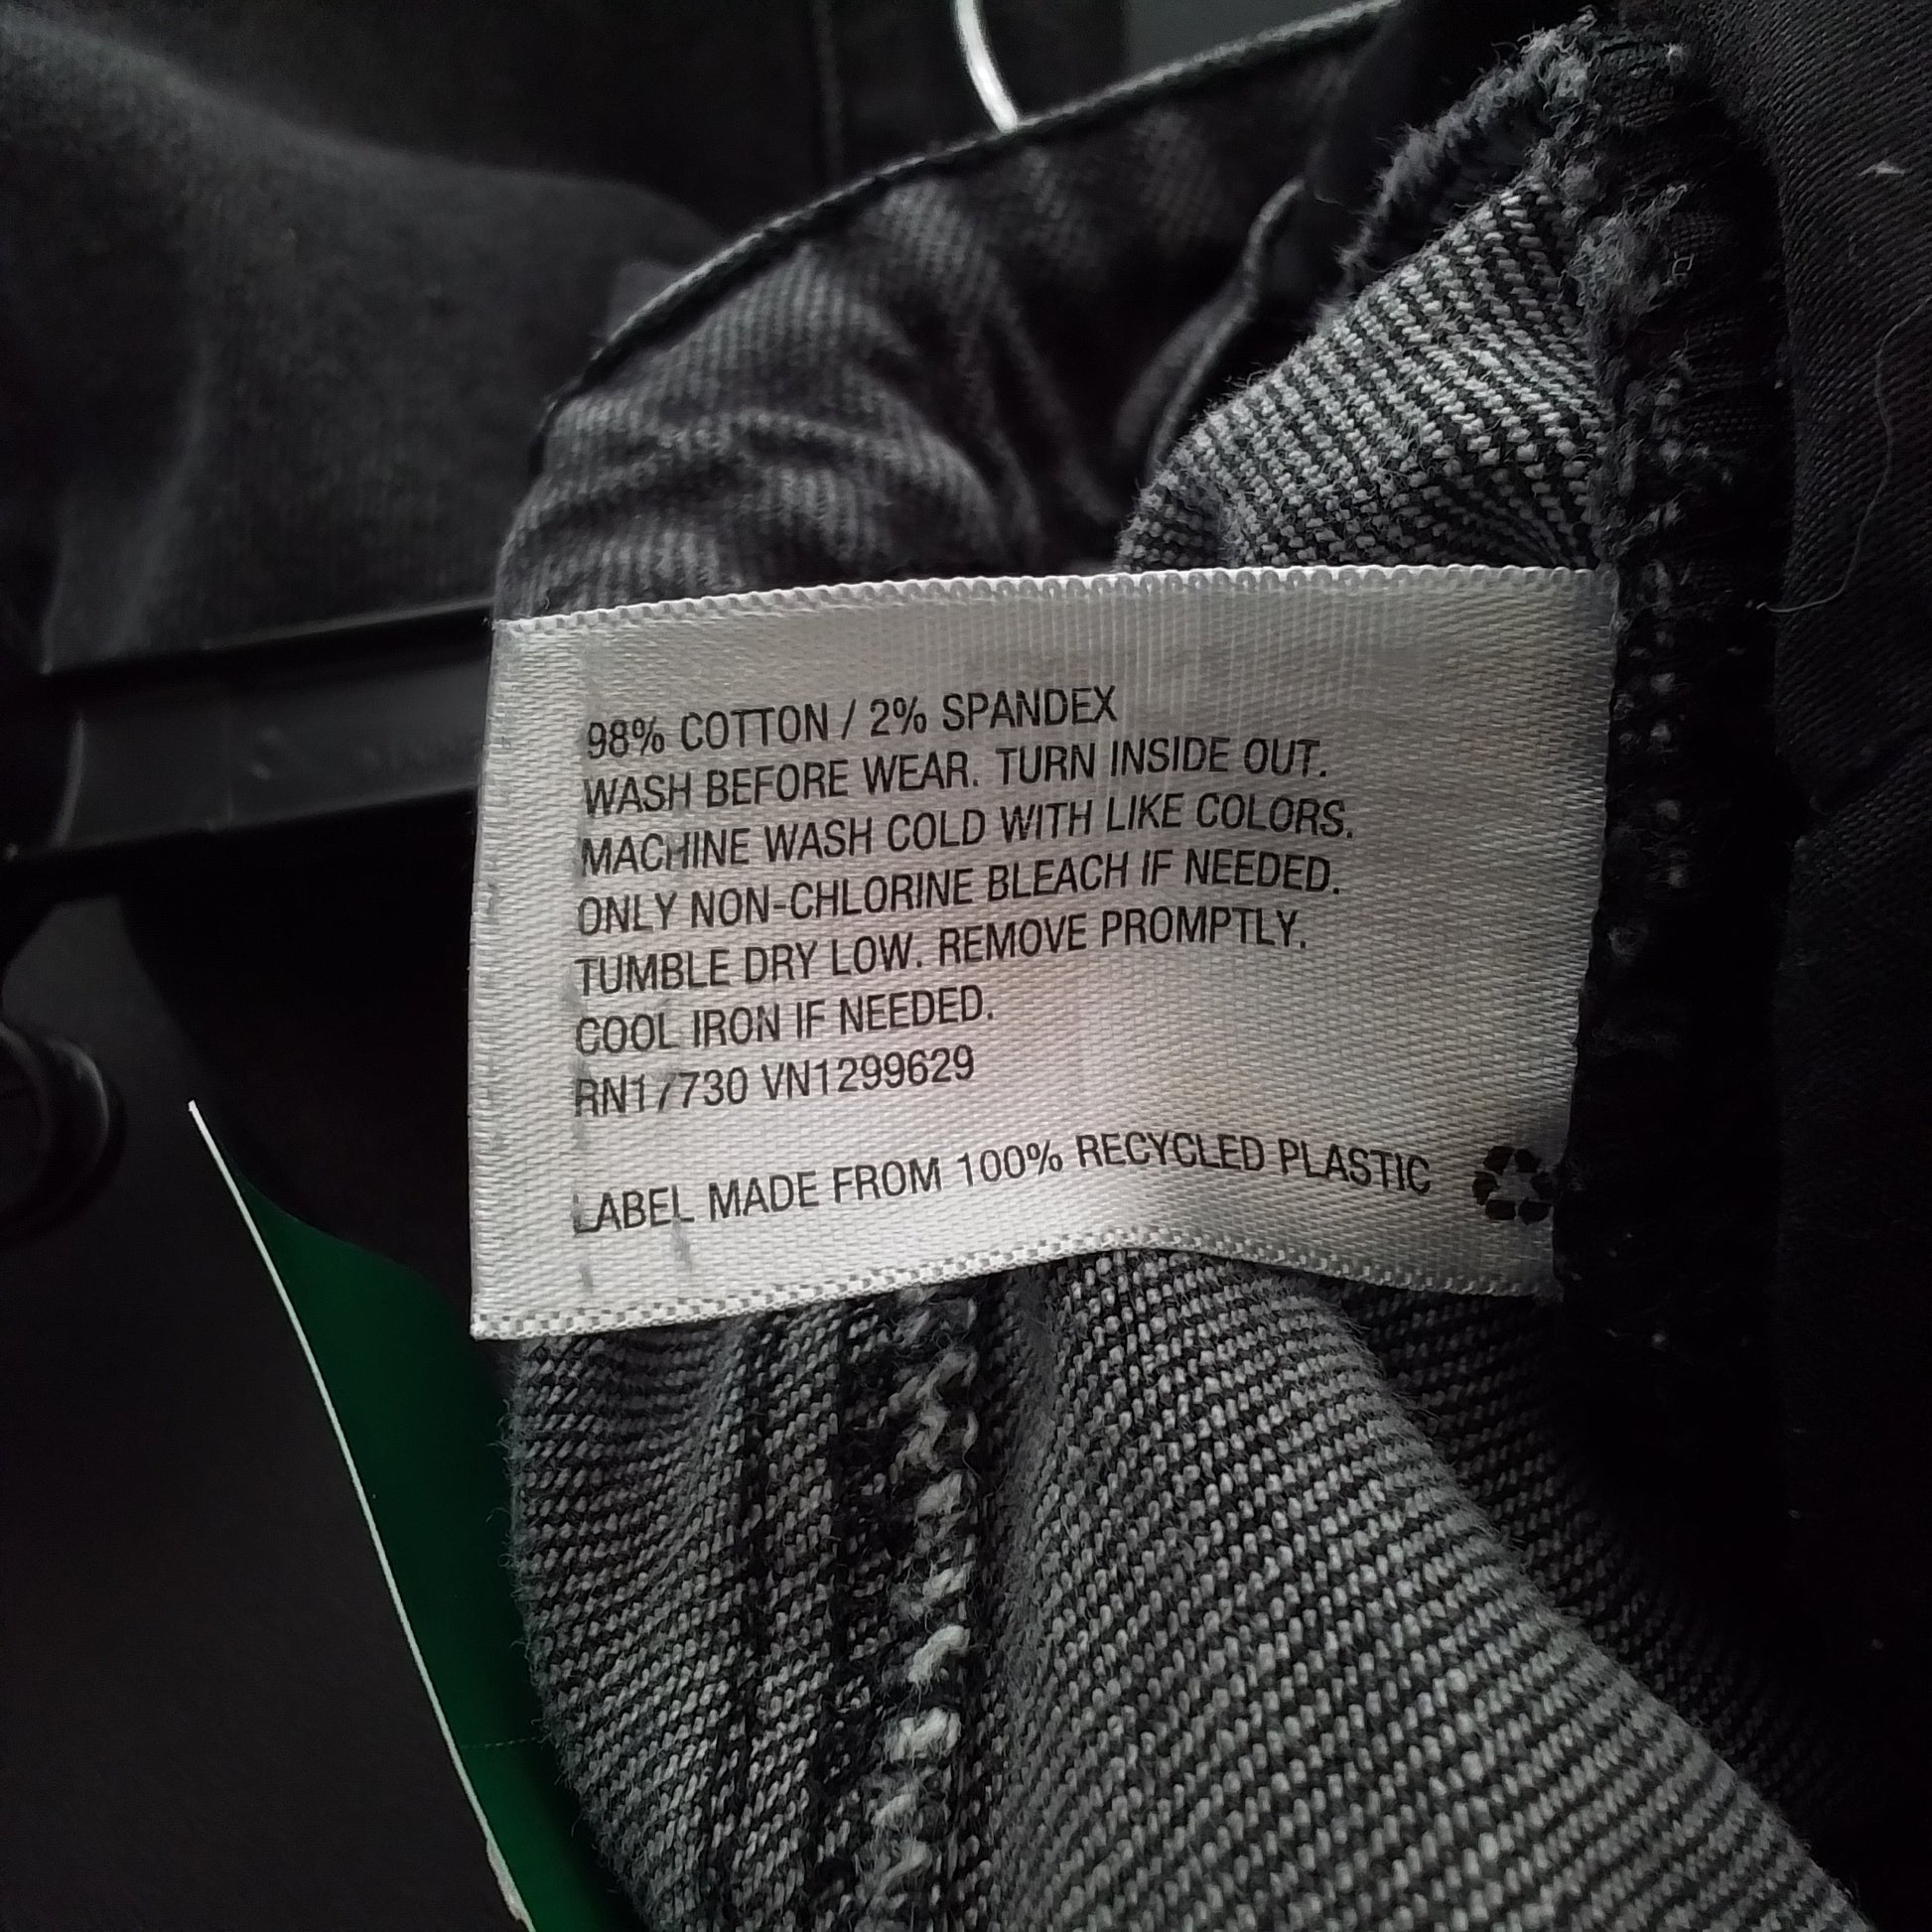 98% COTTON / 2% SPANDEX
WASH BEFORE WEAR. TURN INSIDE OUT.
MACHINE WASH COLD WITH LIKE COLORS.
ONLY NON-CHLORINE BLEACH IF NEEDED.
TUMBLE DRY LOW. REMOVE PROMPTLY.
COOL IRON IF NEEDED.
RN17730 VN1299629
LABEL MADE FROM 100% RECYCLED PLASTIC